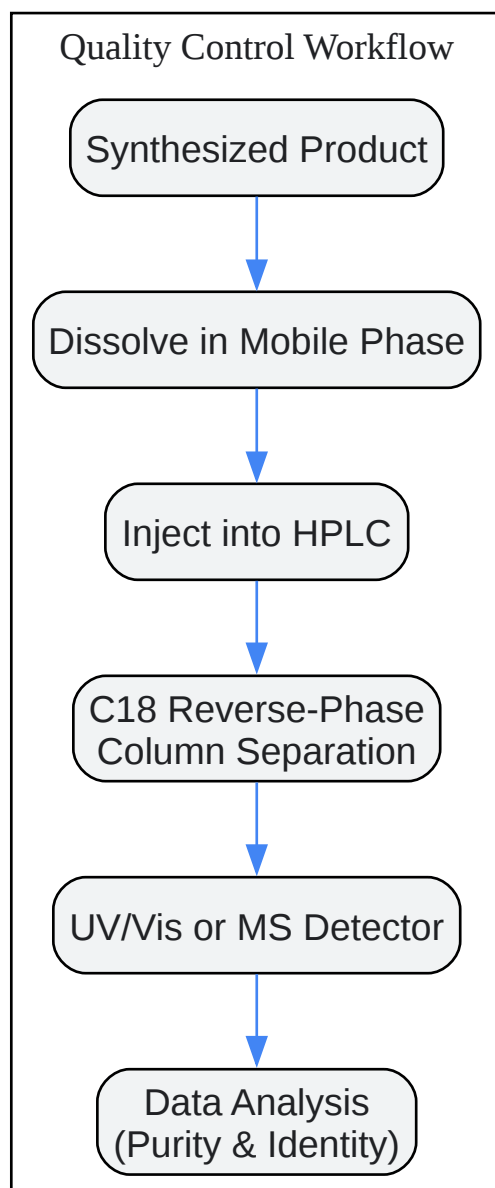 Quality Control Workflow
Synthesized Product
Dissolve in Mobile Phase
Inject into HPLC
C18 Reverse-Phase
Column Separation
UV/Vis or MS Detector
Data Analysis
(Purity & Identity)